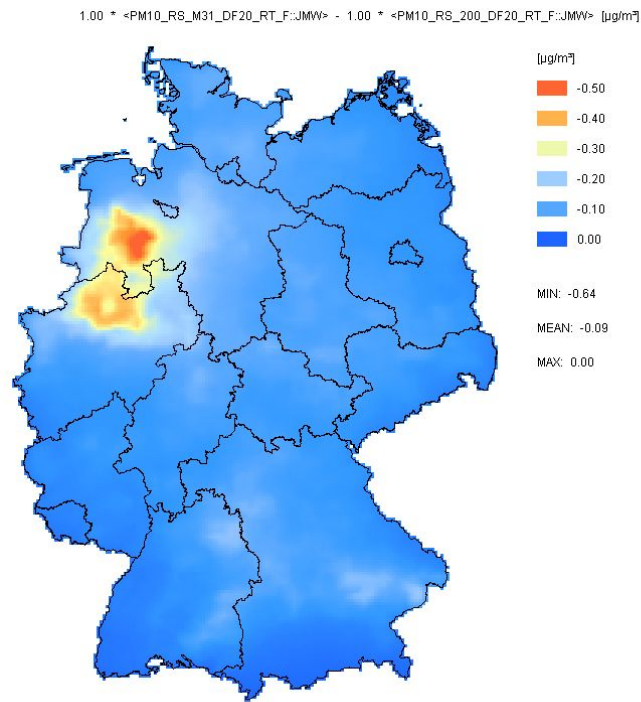 1.00 * <PM10_RS_M31_DF20_RT_F::JMW> - 1.00 * <PM10_RS_200_DF20_RT_F::JMW> [µg/m³]
[µg/m³]
-0.50
-0.40
-0.30
-0.20
-0.10
0.00
MIN: -0.64
MEAN: -0.09
MAX: 0.00